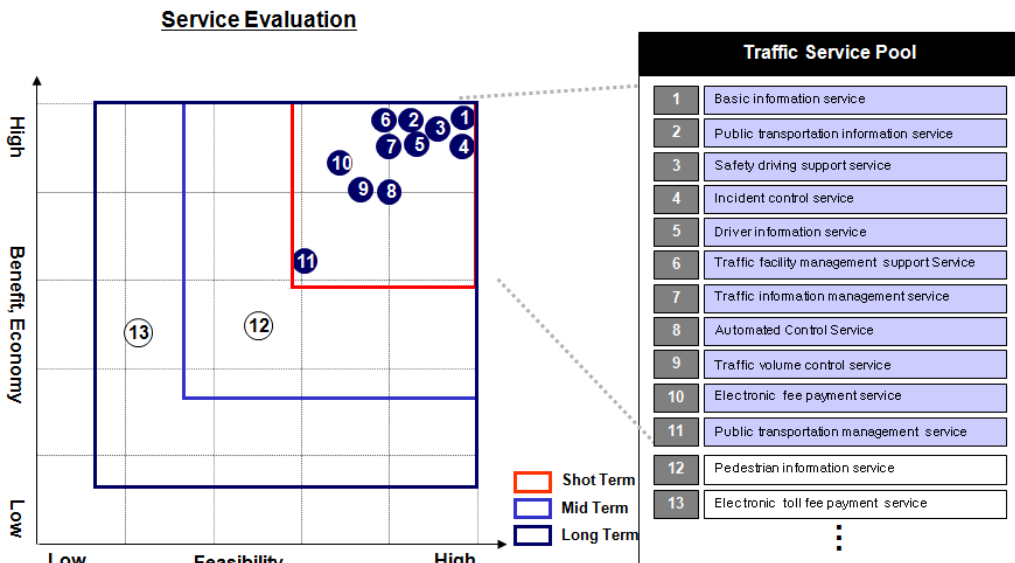 Service Evaluation
Traffic Service Pool
High
Benefit, Economy
Low
6
2
3
1
7
5
4
10
9
8
11
13
12
Low
Feasibility
High
Shot Term
Mid Term
Long Term
1 Basic information service
2 Public transportation information service
3 Safety driving support service
4 Incident control service
5 Driver information service
6 Traffic facility management support Service
7 Traffic information management service
8 Automated Control Service
9 Traffic volume control service
10 Electronic fee payment service
11 Public transportation management service
12 Pedestrian information service
13 Electronic toll fee payment service